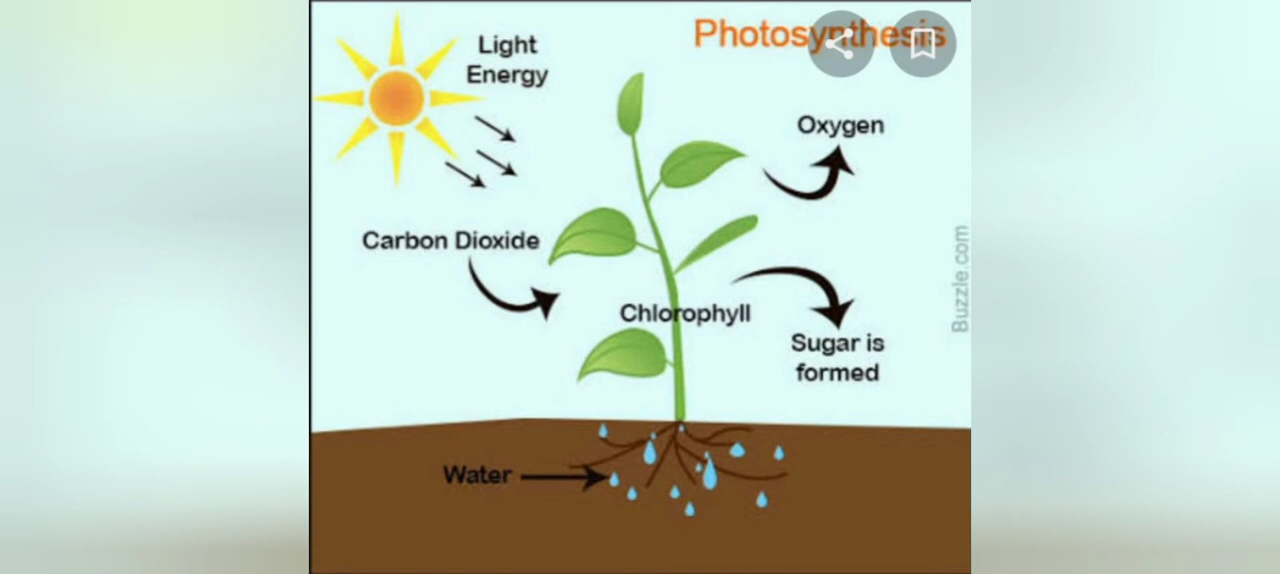 Photosynthesis
Light
Energy
Oxygen
Carbon Dioxide
Chlorophyll
Sugar is
formed
Water
Buzzle.com